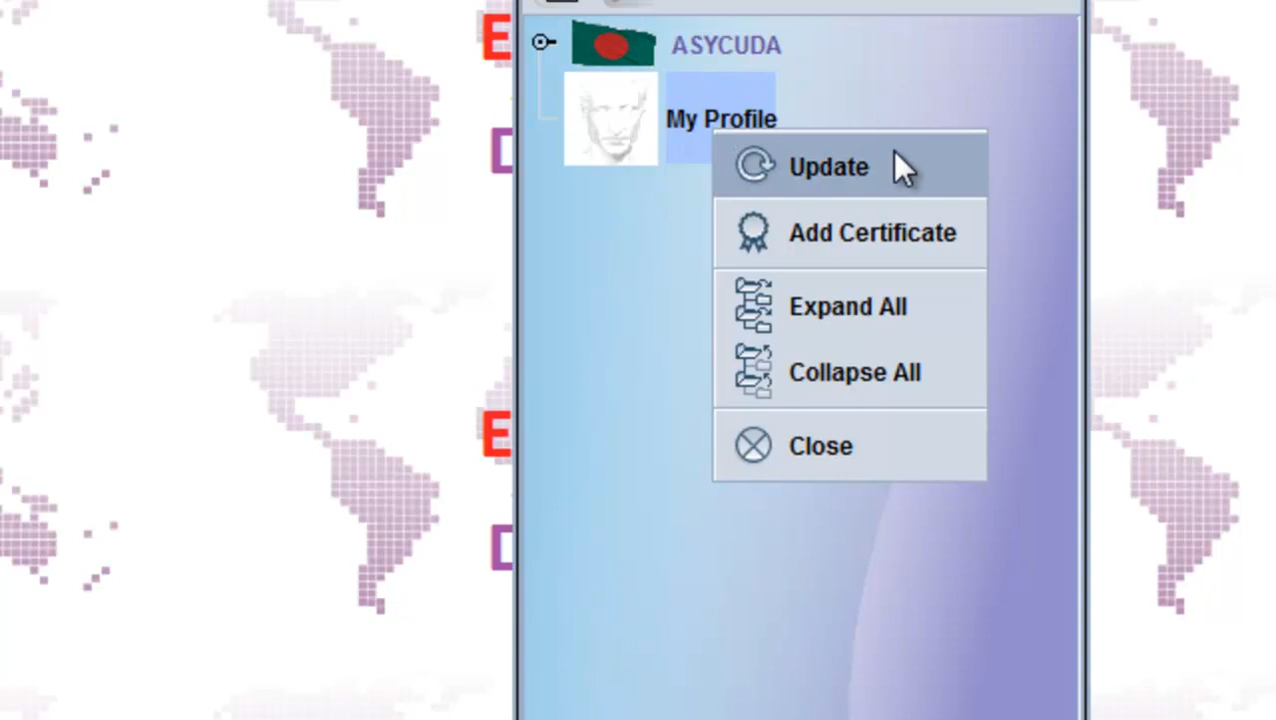 E
ASYCUDA
My Profile
D
Update
Add Certificate
Expand All
Collapse All
E
Close
D